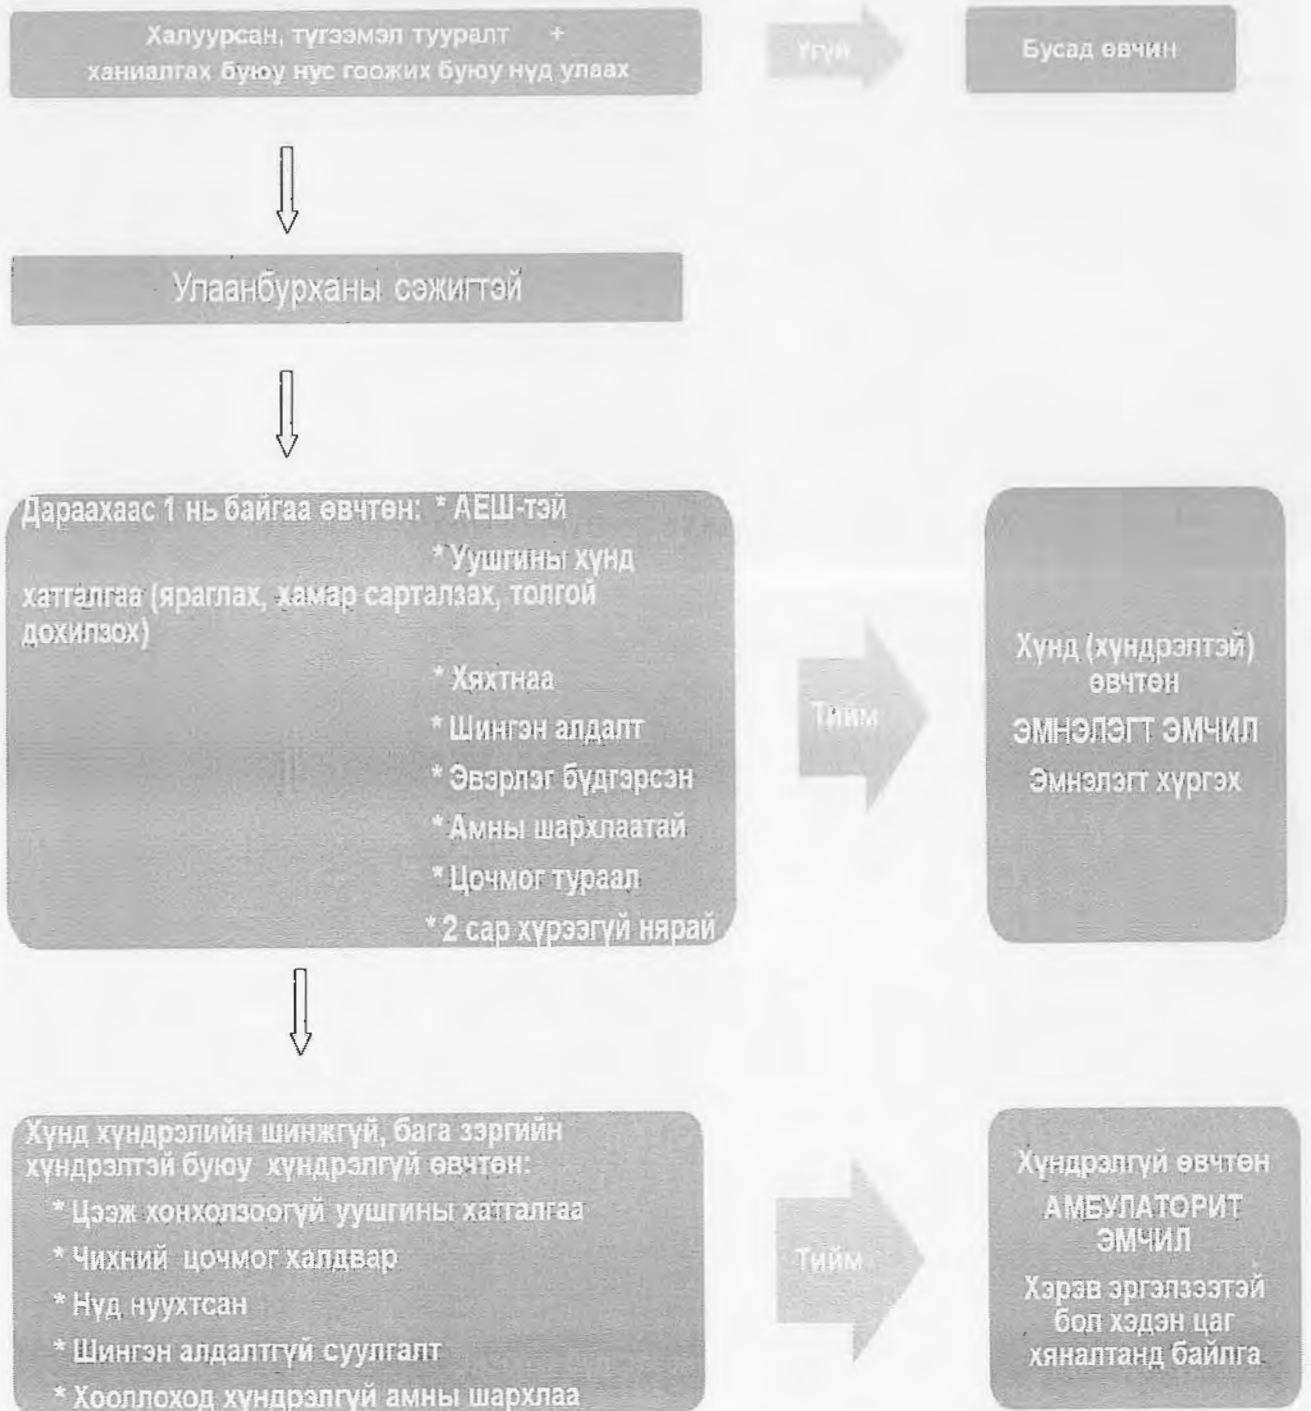 Халуурсан, түгээмэл тууралт +
ханиалгах буюу нус гоожих буюу нүд улаах
Үгүй
Бусад өвчин
Улаанбурханы сэжигтэй
Дараахаас 1 нь байгаа өвчтөн: * АЕШ-тэй
* Уушгины хүнд
хатгалгаа (яраглах, хамар сарталзах, толгой
дохилзох)
* Хяхтнаа
* Шингэн алдалт
* Эвэрлэг бүдгэрсэн
* Амны шархлаатай
* Цочмог тураал
* 2 сар хүрээгүй нярай
Тийм
Хүнд (хүндрэлтэй)
өвчтөн
ЭМНЭЛЭГТ ЭМЧИЛ
Эмнэлэгт хүргэх
Хүнд хүндрэлийн шинжгүй, бага зэргийн
хүндрэлтэй буюу хүндрэлгүй өвчтөн:
* Цээж хонхолзоогүй уушгины хатгалгаа
* Чихний цочмог халдвар
* Нүд нуухтсан
* Шингэн алдалтгүй суулгалт
* Хооллоход хүндрэлгүй амны шархлаа
Тийм
Хүндрэлгүй өвчтөн
АМБУЛАТОРИТ
ЭМЧИЛ
Хэрэв эргэлзээтэй
бол хэдэн цаг
хяналтанд байлга